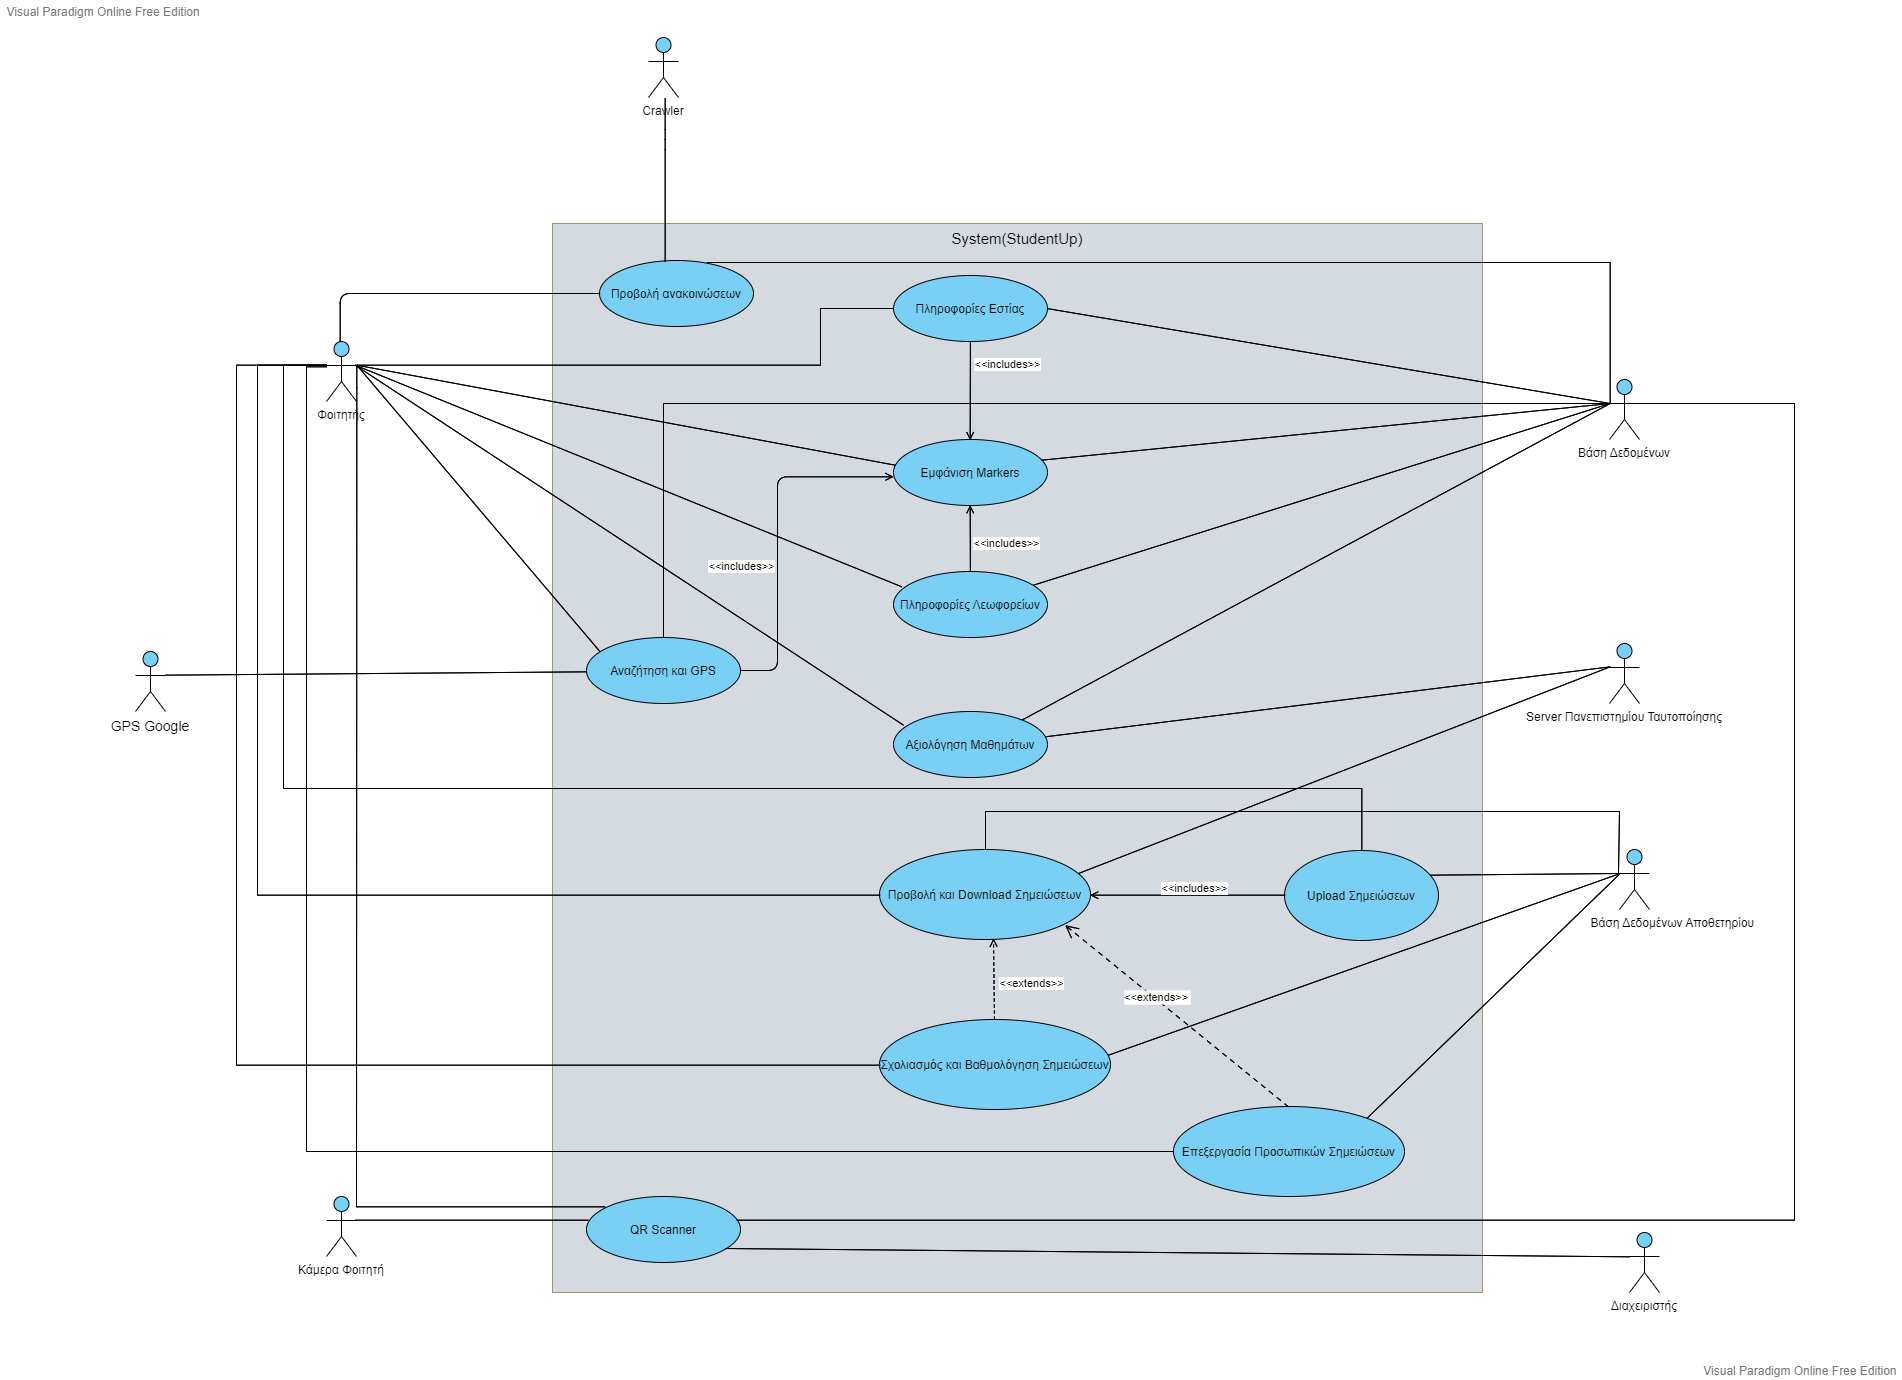 Visual Paradigm Online Free Edition
Crawler
System(StudentUp)
Προβολή ανακοινώσεων
Πληροφορίες Εστίας
<<includes>>
Φοιτητής
Βάση Δεδομένων
Εμφάνιση Markers
<<includes>>
<<includes>>
Πληροφορίες Λεωφορείων
Αναζήτηση και GPS
GPS Google
Server Πανεπιστημίου Ταυτοποίησης
Αξιολόγηση Μαθημάτων
<<includes>>
Προβολή και Download Σημειώσεων
Upload Σημειώσεων
Βάση Δεδομένων Αποθετηρίου
<<extends>>
<<extends>>
Σχολιασμός και Βαθμολόγηση Σημειώσεων
Επεξεργασία Προσωπικών Σημειώσεων
QR Scanner
Κάμερα Φοιτητή
Διαχειριστής
Visual Paradigm Online Free Edition